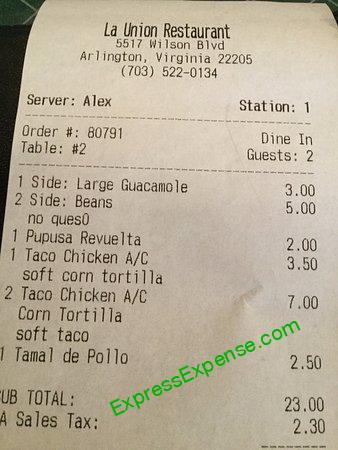 La Union Restaurant
5517 Wilson Blvd
Arlington, Virginia 22205
(703) 522-0134
Server: Alex Station: 1
Order #: 80791 Dine In
Table: #2 Guests: 2
1 Side: Large Guacamole 3.00
2 Side: Beans 5.00
no ques0
1 Pupusa Revuelta 2.00
1 Taco Chicken A/C 3.50
soft corn tortilla
2 Taco Chicken A/C 7.00
Corn Tortilla
soft taco
1 Tamal de Pollo 2.50
ExpressExpense.com
UB TOTAL: 23.00
A Sales Tax: 2.30